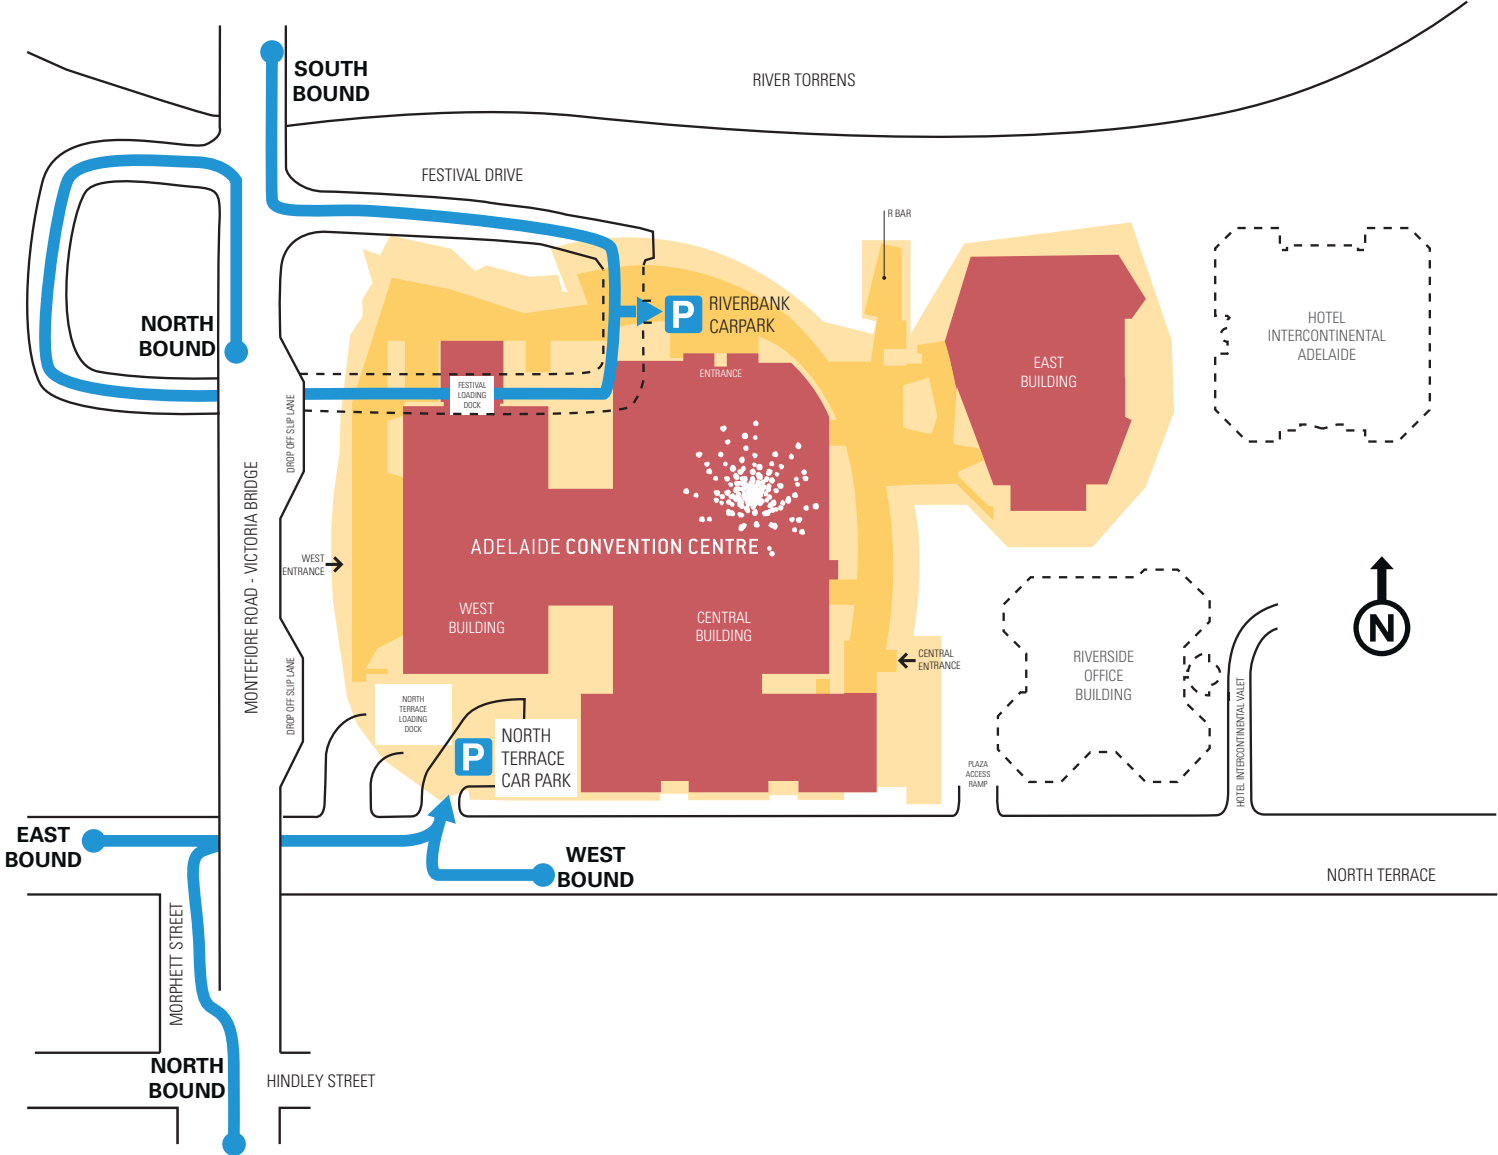 SOUTH
BOUND
RIVER TORRENS
FESTIVAL DRIVE
R BAR
NORTH
BOUND
P
RIVERBANK
CARPARK
HOTEL
INTERCONTINENTAL
ADELAIDE
EAST
BUILDING
ENTRANCE
FESTIVAL
LOADING
DOCK
DROP OFF SLIP LANE
MONTEFIORE ROAD - VICTORIA BRIDGE
ADELAIDE CONVENTION CENTRE
WEST
ENTRANCE
WEST
BUILDING
CENTRAL
BUILDING
N
CENTRAL
ENTRANCE
RIVERSIDE
OFFICE
BUILDING
DROP OFF SLIP LANE
NORTH
TERRACE
LOADING
DOCK
P
NORTH
TERRACE
CAR PARK
PLAZA
ACCESS
RAMP
HOTEL INTERCONTINENTAL VALET
EAST
BOUND
WEST
BOUND
NORTH TERRACE
MORPHETT STREET
NORTH
BOUND
HINDLEY STREET